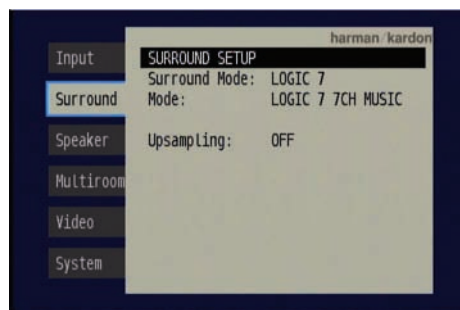 harman/kardon
Input
Surround
Speaker
Multiroom
Video
System
SURROUND SETUP
Surround Mode: LOGIC 7
Mode: LOGIC 7 7CH MUSIC
Upsampling: OFF